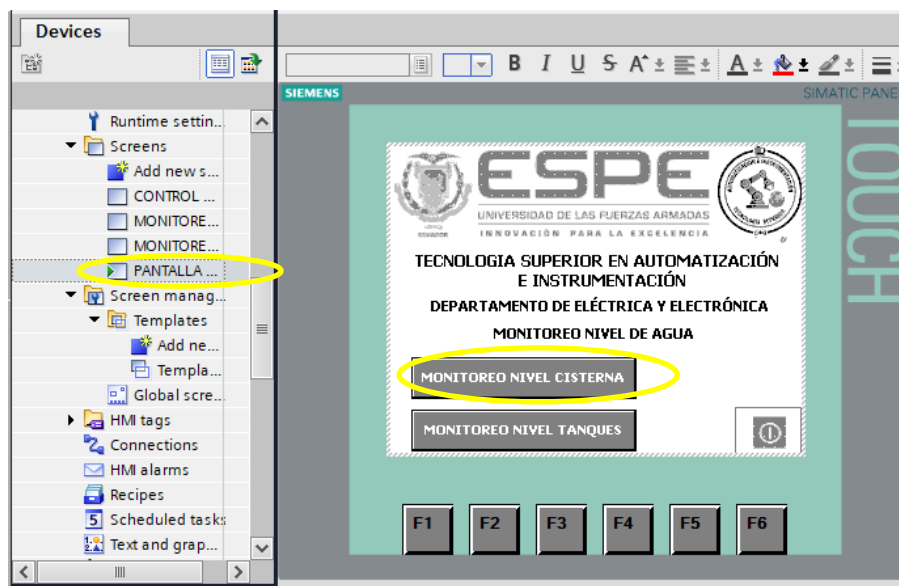 Devices
B I U S A A
SIEMENS
SIMATIC PANE
TOUCH
Runtime settin...
Screens
Add new s...
CONTROL ...
MONITORE...
MONITORE...
PANTALLA ...
Screen manag...
Templates
Add ne...
Templa...
Global scre...
HMI tags
Connections
HMI alarms
Recipes
Scheduled tasks
Text and grap...
ESPE
UNIVERSIDAD DE LAS FUERZAS ARMADAS
INNOVACIÓN PARA LA EXCELENCIA
ECUADOR
TECNOLOGIA SUPERIOR EN AUTOMATIZACIÓN
E INSTRUMENTACIÓN
DEPARTAMENTO DE ELÉCTRICA Y ELECTRÓNICA
MONITOREO NIVEL DE AGUA
MONITOREO NIVEL CISTERNA
MONITOREO NIVEL TANQUES
F1 F2 F3 F4 F5 F6